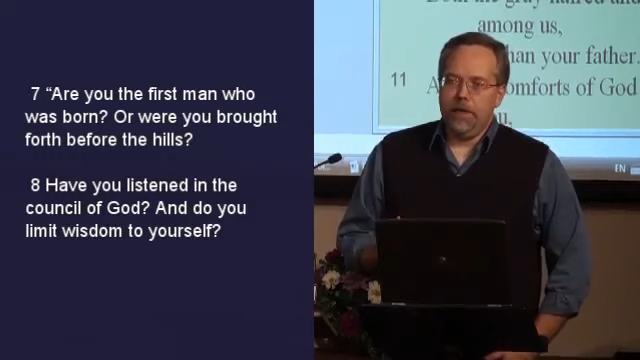 7 “Are you the first man who
was born? Or were you brought
forth before the hills?
8 Have you listened in the
council of God? And do you
limit wisdom to yourself?
among us,
than your father.
11
comforts of God
EN